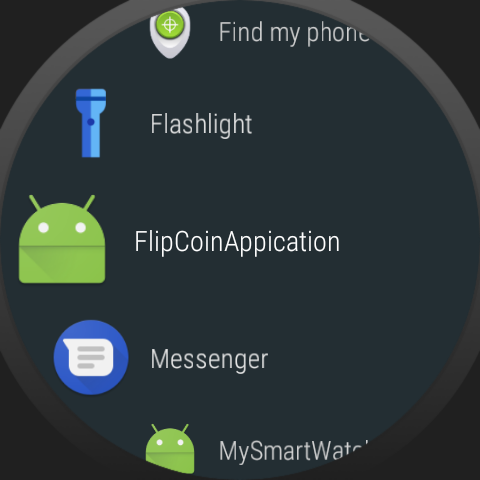 Find my phone
Flashlight
FlipCoinAppication
Messenger